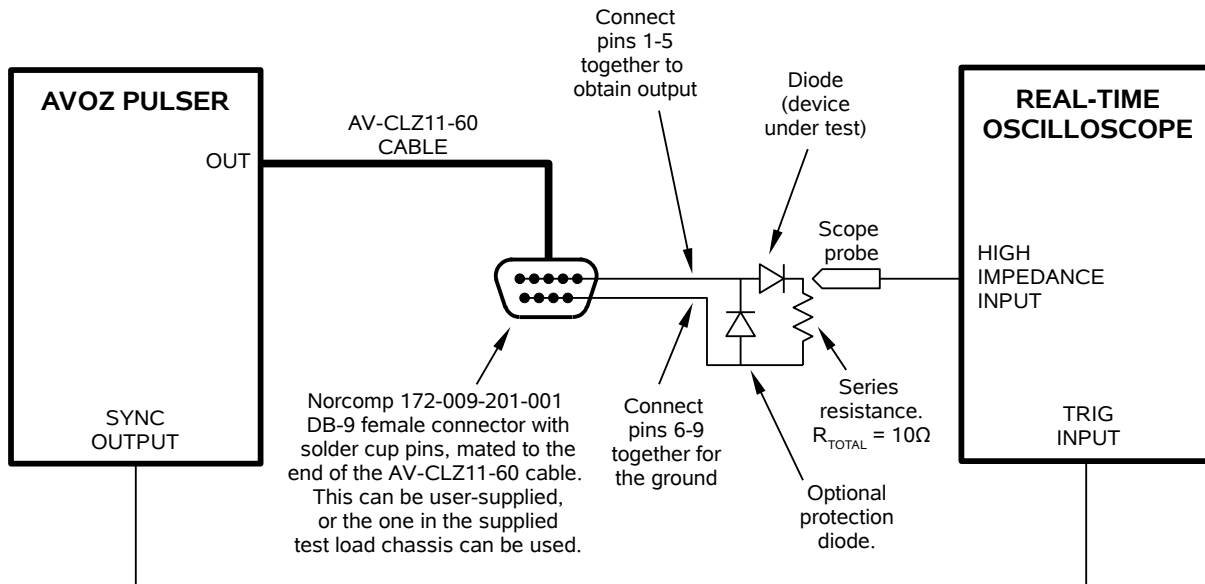 AVOZ PULSER
OUT
SYNC
OUTPUT
AV-CLZ11-60
CABLE
Connect
pins 1-5
together to
obtain output
Diode
(device
under test)
Scope
probe
REAL-TIME
OSCILLOSCOPE
HIGH
IMPEDANCE
INPUT
TRIG
INPUT
Norcomp 172-009-201-001
DB-9 female connector with
solder cup pins, mated to the
end of the AV-CLZ11-60 cable.
This can be user-supplied,
or the one in the supplied
test load chassis can be used.
Connect
pins 6-9
together for
the ground
Series
resistance.
R_TOTAL = 10Ω
Optional
protection
diode.